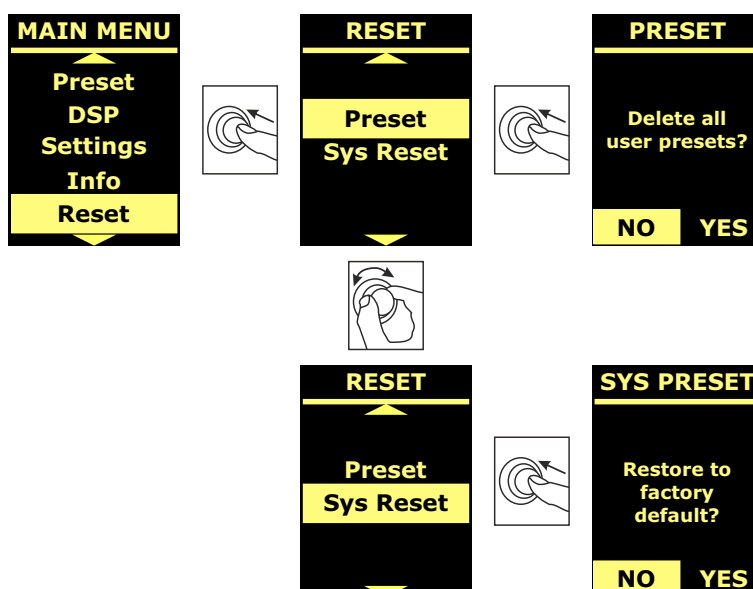 MAIN MENU
Preset
DSP
Settings
Info
Reset
RESET
Preset
Sys Reset
PRESET
Delete all
user presets?
NO YES
RESET
Preset
Sys Reset
SYS PRESET
Restore to
factory
default?
NO YES